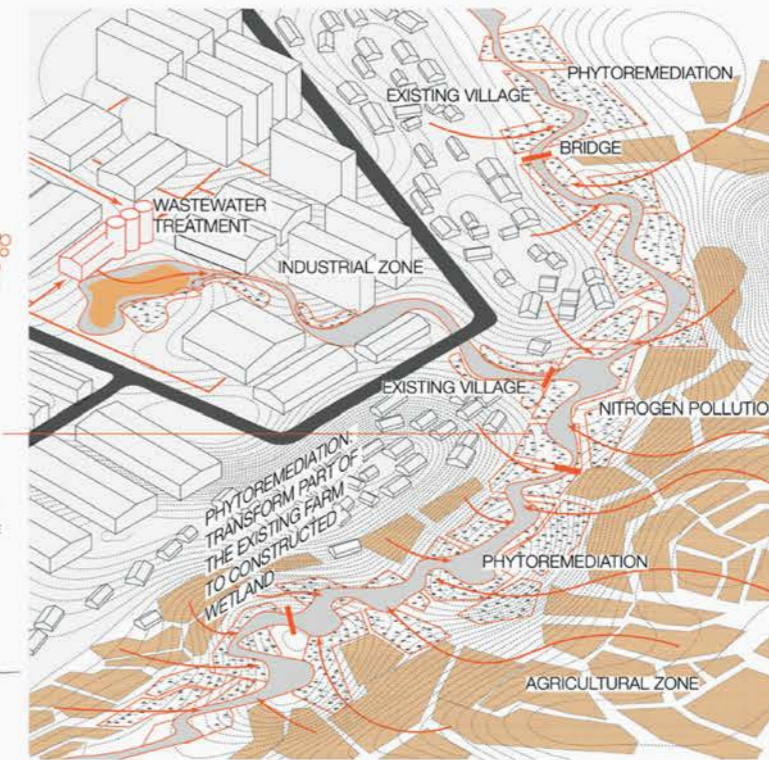 PHYTOREMEDIATION
EXISTING VILLAGE
BRIDGE
WASTEWATER
TREATMENT
INDUSTRIAL ZONE
EXISTING VILLAGE
NITROGEN POLLUTIO
PHYTOREMEDIATION:
TRANSFORM PART OF
THE EXISTING FARM
TO CONSTRUCTED
WETLAND
PHYTOREMEDIATION
AGRICULTURAL ZONE